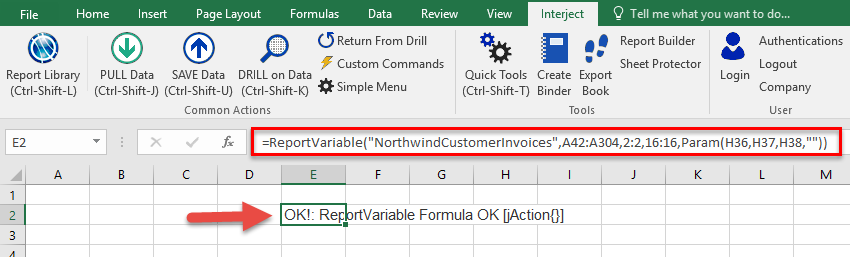 File Home Insert Page Layout Formulas Data Review View Interject Tell me what you want to do...
Report Library (Ctrl-Shift-L)
PULL Data (Ctrl-Shift-J)
SAVE Data (Ctrl-Shift-U)
DRILL on Data (Ctrl-Shift-K)
Return From Drill
Custom Commands
Simple Menu
Common Actions
Quick Tools (Ctrl-Shift-T)
Create Binder
Export Book
Report Builder
Sheet Protector
Tools
Login
Authentications
Logout
Company
User
E2 fx =ReportVariable("NorthwindCustomerInvoices",A42:A304,2:2,16:16,Param(H36,H37,H38,""))
A B C D E F G H I J K L M
1
2 OK!: ReportVariable Formula OK [jAction{}]
3
4